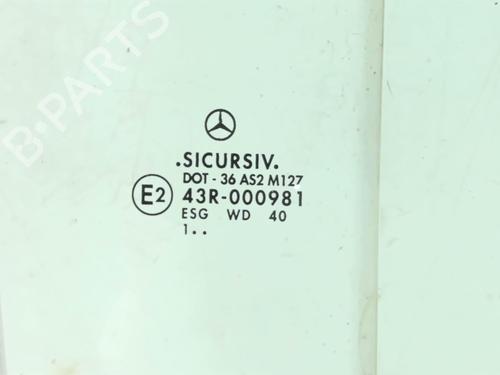 B-PARTS
.SICURSIV.
DOT - 36 AS2 M127
E2 43R-000981
ESG WD 40
1..